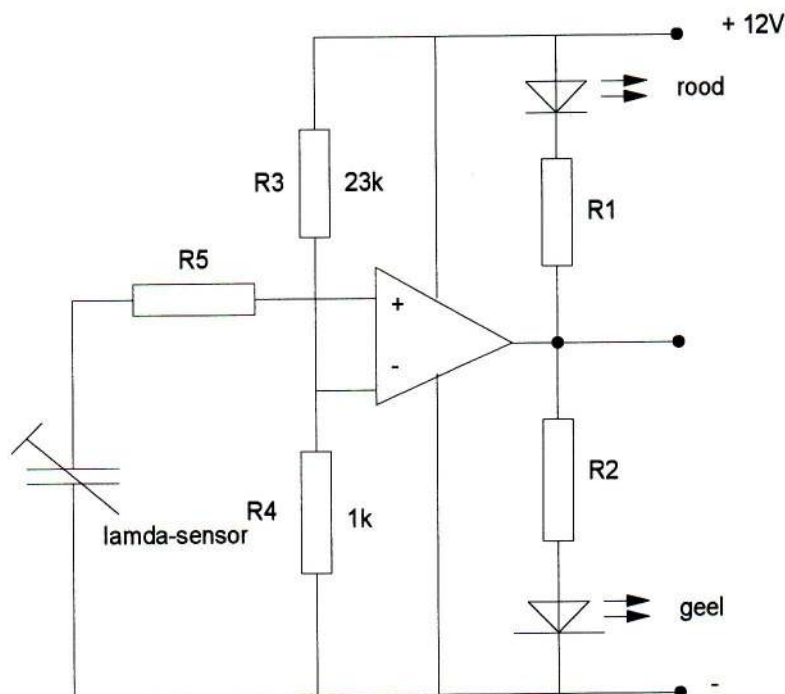 + 12V
rood
R3 23k
R1
R5
+
-
R2
R4 1k
lamda-sensor
geel
-